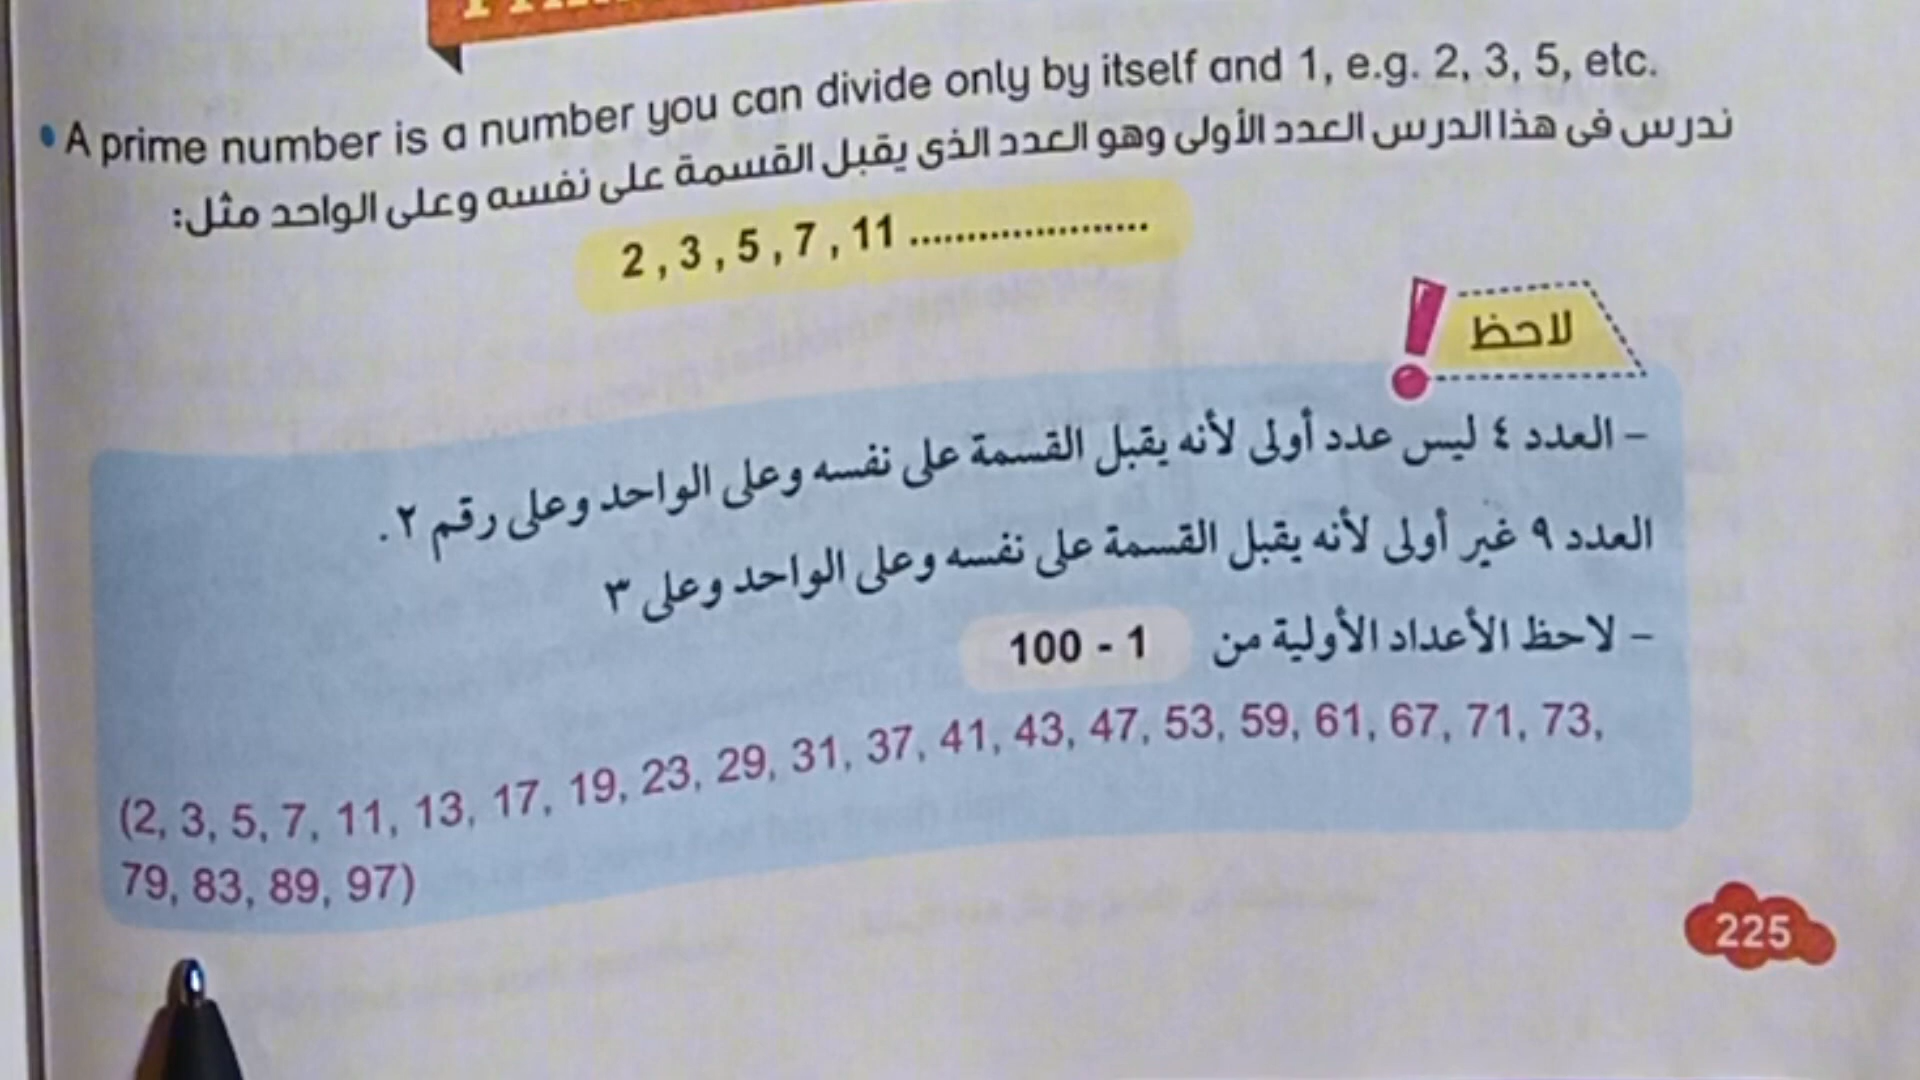 • A prime number is a number you can divide only by itself and 1, e.g. 2, 3, 5, etc.
ندرس فى هذا الدرس العدد الأولى وهو العدد الذى يقبل القسمة على نفسه وعلى الواحد مثل:
2 , 3 , 5 , 7 , 11 .....................
لاحظ
- العدد ٤ ليس عدد أولى لأنه يقبل القسمة على نفسه وعلى الواحد وعلى رقم ٢.
العدد ٩ غير أولى لأنه يقبل القسمة على نفسه وعلى الواحد وعلى ٣
- لاحظ الأعداد الأولية من 1 - 100
(2, 3, 5, 7, 11, 13, 17, 19, 23, 29, 31, 37, 41, 43, 47, 53, 59, 61, 67, 71, 73,
79, 83, 89, 97)
225